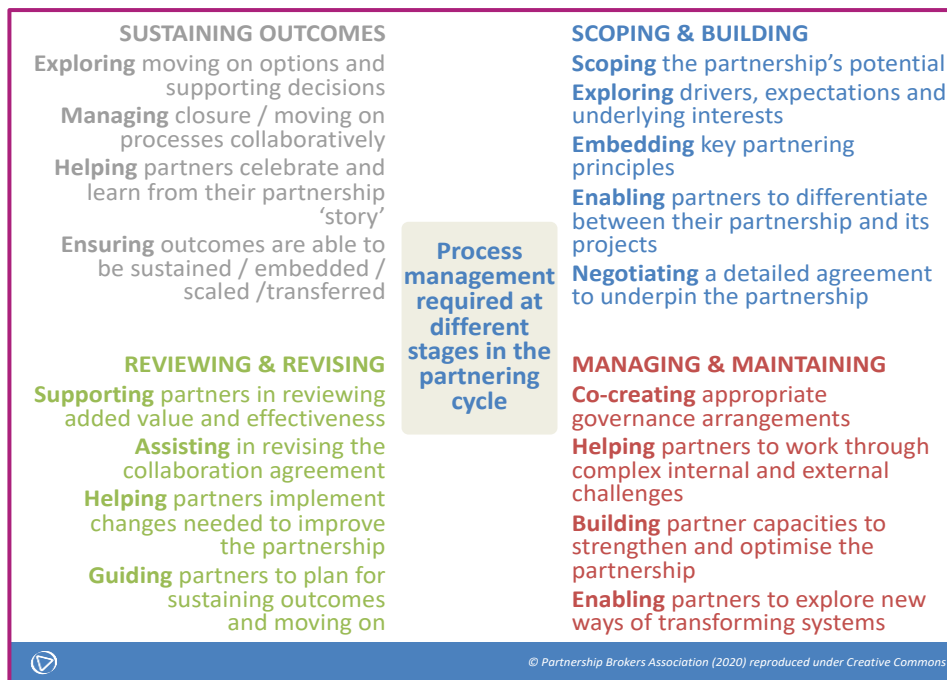 SUSTAINING OUTCOMES
Exploring moving on options and
supporting decisions
Managing closure / moving on
processes collaboratively
Helping partners celebrate and
learn from their partnership
‘story’
Ensuring outcomes are able to
be sustained / embedded /
scaled /transferred
SCOPING & BUILDING
Scoping the partnership’s potential
Exploring drivers, expectations and
underlying interests
Embedding key partnering
principles
Enabling partners to differentiate
between their partnership and its
projects
Negotiating a detailed agreement
to underpin the partnership
Process
management
required at
different
stages in the
partnering
cycle
REVIEWING & REVISING
Supporting partners in reviewing
added value and effectiveness
Assisting in revising the
collaboration agreement
Helping partners implement
changes needed to improve
the partnership
Guiding partners to plan for
sustaining outcomes
and moving on
MANAGING & MAINTAINING
Co-creating appropriate
governance arrangements
Helping partners to work through
complex internal and external
challenges
Building partner capacities to
strengthen and optimise the
partnership
Enabling partners to explore new
ways of transforming systems
© Partnership Brokers Association (2020) reproduced under Creative Commons